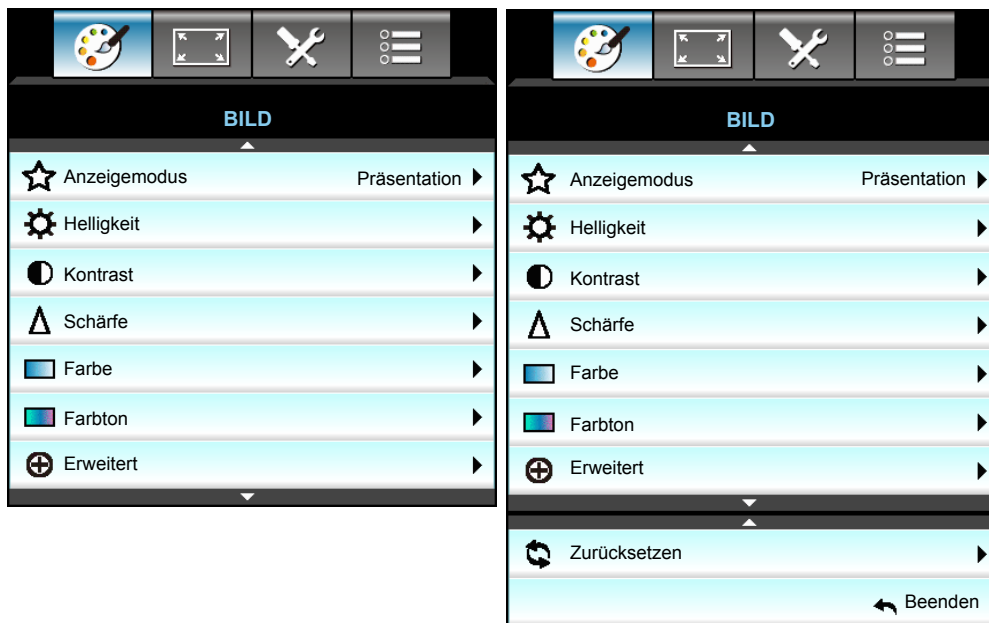 BILD
Anzeigemodus Präsentation
Helligkeit
Kontrast
Schärfe
Farbe
Farbton
Erweitert
BILD
Anzeigemodus Präsentation
Helligkeit
Kontrast
Schärfe
Farbe
Farbton
Erweitert
Zurücksetzen
Beenden